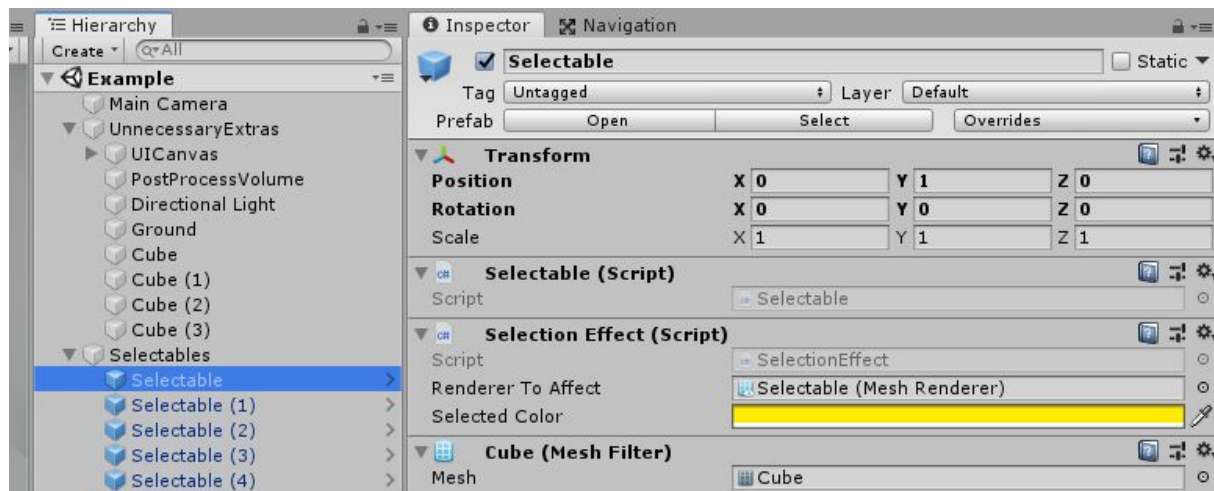 Hierarchy
Create All
Example
Main Camera
UnnecessaryExtras
UICanvas
PostProcessVolume
Directional Light
Ground
Cube
Cube (1)
Cube (2)
Cube (3)
Selectables
Selectable
Selectable (1)
Selectable (2)
Selectable (3)
Selectable (4)
Inspector Navigation
Selectable Static
Tag Untagged Layer Default
Prefab Open Select Overrides
Transform
Position X 0 Y 1 Z 0
Rotation X 0 Y 0 Z 0
Scale X 1 Y 1 Z 1
C# Selectable (Script)
Script Selectable
C# Selection Effect (Script)
Script SelectionEffect
Renderer To Affect Selectable (Mesh Renderer)
Selected Color
Cube (Mesh Filter)
Mesh Cube